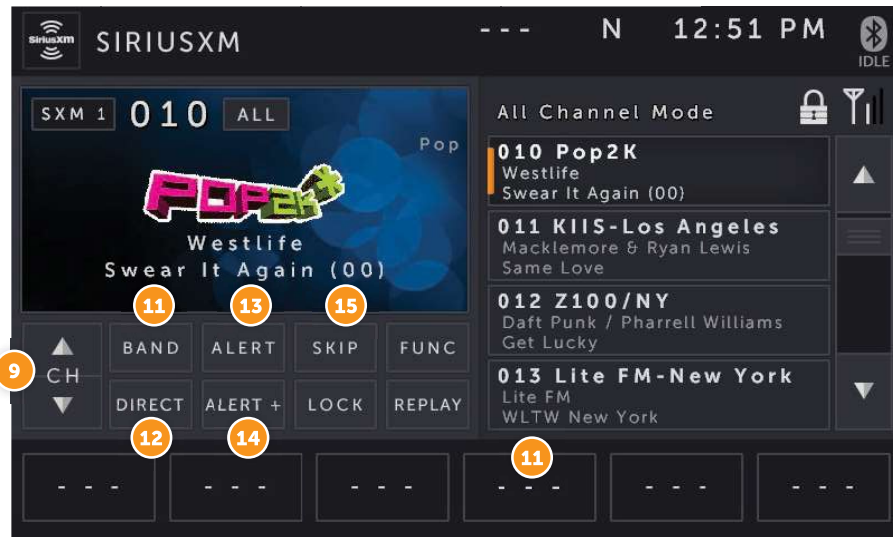 SiriusXM SIRIUSXM - - - N 12:51 PM
IDLE
SXM 1 010 ALL
Pop
POP2K
Westlife
Swear It Again (00)
All Channel Mode
010 Pop2K
Westlife
Swear It Again (00)
011 KIIS-Los Angeles
Macklemore & Ryan Lewis
Same Love
012 Z100/NY
Daft Punk / Pharrell Williams
Get Lucky
013 Lite FM-New York
Lite FM
WLTW New York
11 13 15
BAND ALERT SKIP FUNC
9 CH
DIRECT ALERT + LOCK REPLAY
12 14
11
- - - - - - - - - - - - - - - - - -